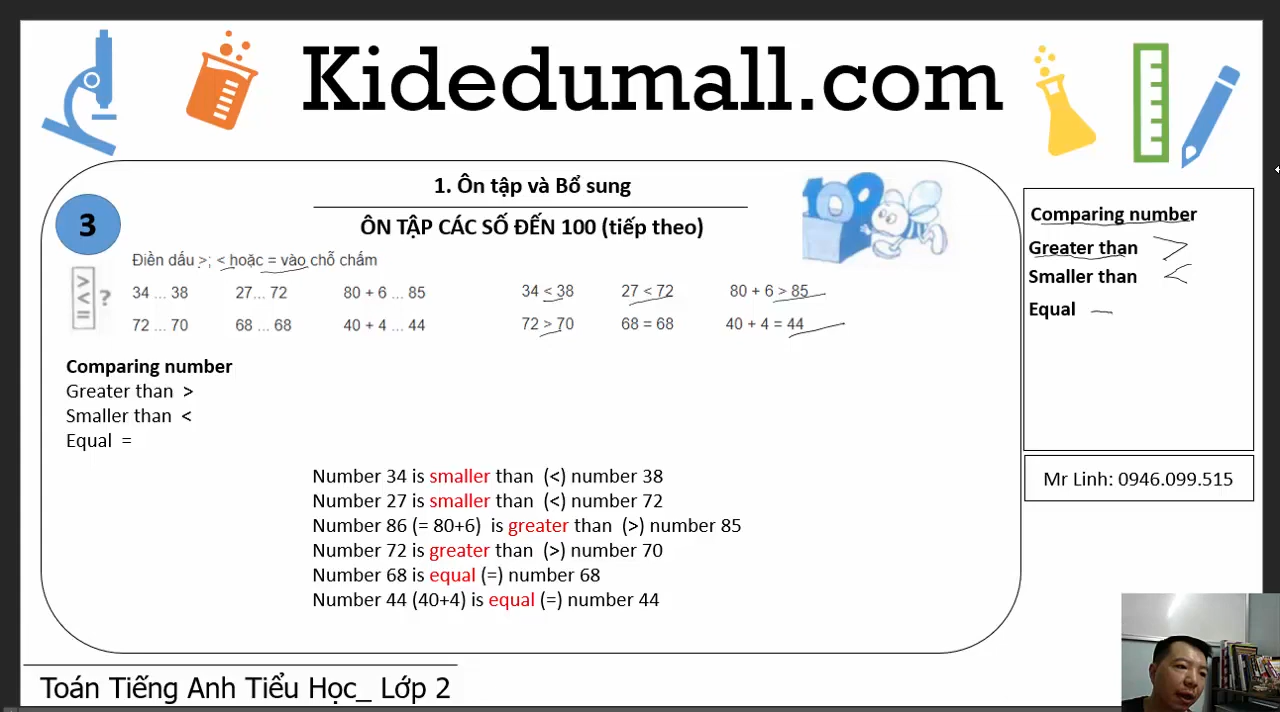 Kidedumall.com
1. Ôn tập và Bổ sung
ÔN TẬP CÁC SỐ ĐẾN 100 (tiếp theo)
100
3
Điền dấu >; < hoặc = vào chỗ chấm
> < = ?
34 ... 38 27... 72 80 + 6 ... 85
72 ... 70 68 ... 68 40 + 4 ... 44
34 < 38 27 < 72 80 + 6 > 85
72 > 70 68 = 68 40 + 4 = 44
Comparing number
Greater than >
Smaller than <
Equal =
Number 34 is smaller than (<) number 38
Number 27 is smaller than (<) number 72
Number 86 (= 80+6) is greater than (>) number 85
Number 72 is greater than (>) number 70
Number 68 is equal (=) number 68
Number 44 (40+4) is equal (=) number 44
Comparing number
Greater than >
Smaller than <
Equal
Mr Linh: 0946.099.515
Toán Tiếng Anh Tiểu Học_ Lớp 2